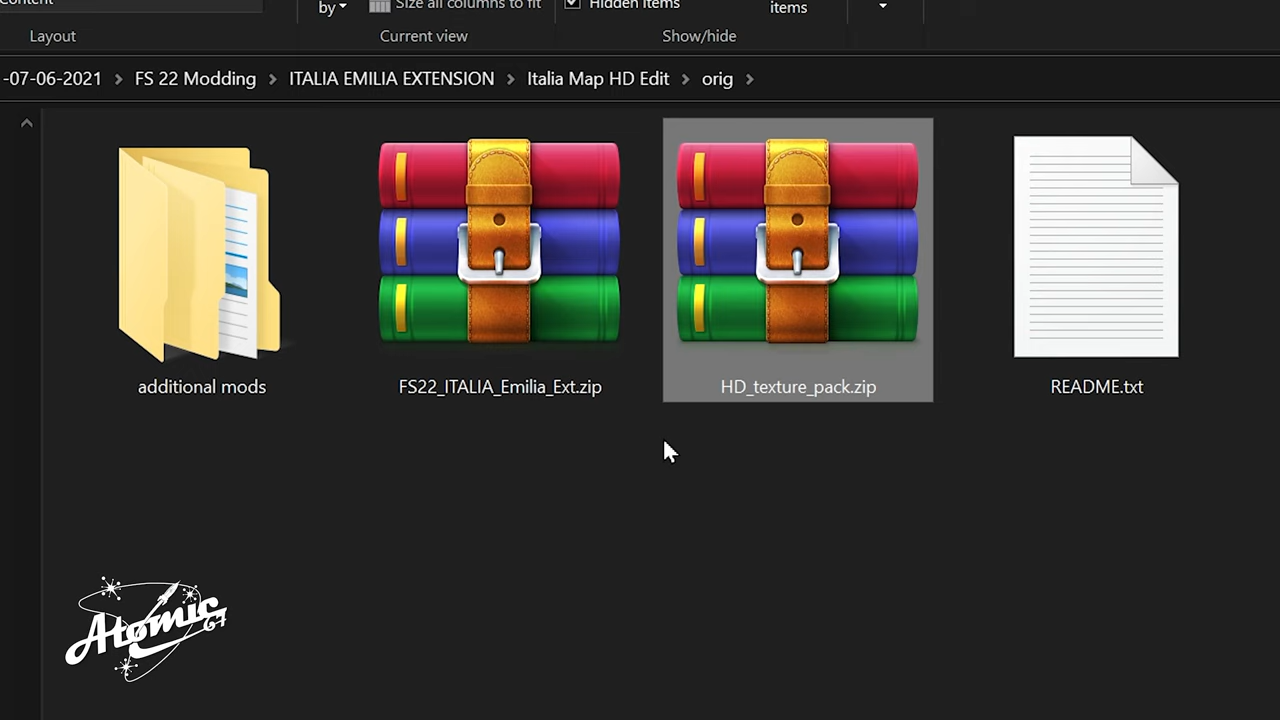 Content
by
Size all columns to fit
Hidden items
items
Layout
Current view
Show/hide
-07-06-2021 > FS 22 Modding > ITALIA EMILIA EXTENSION > Italia Map HD Edit > orig >
additional mods
FS22_ITALIA_Emilia_Ext.zip
HD_texture_pack.zip
README.txt
Atomic
67